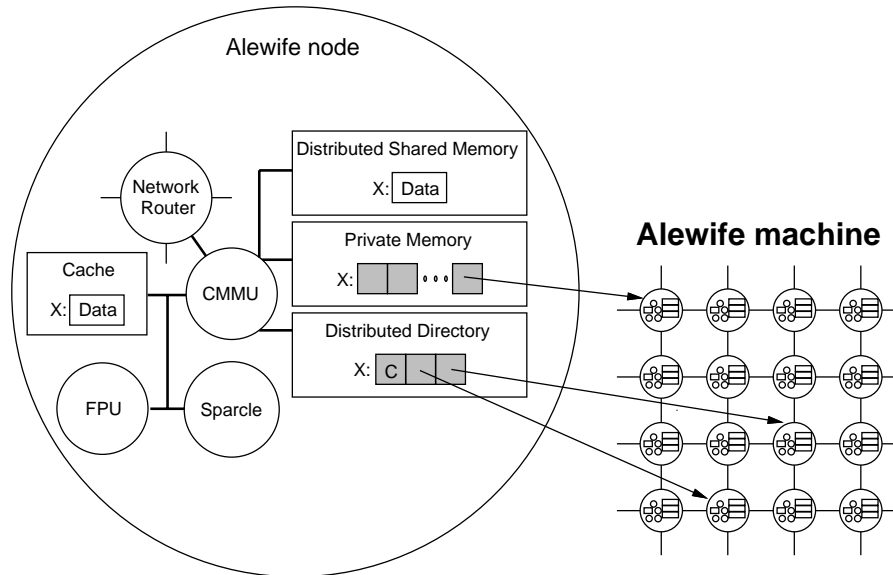 Alewife node
Distributed Shared Memory
X: Data
Network
Router
Private Memory
X:
Alewife machine
Cache
X: Data
CMMU
Distributed Directory
X: C
FPU
Sparcle